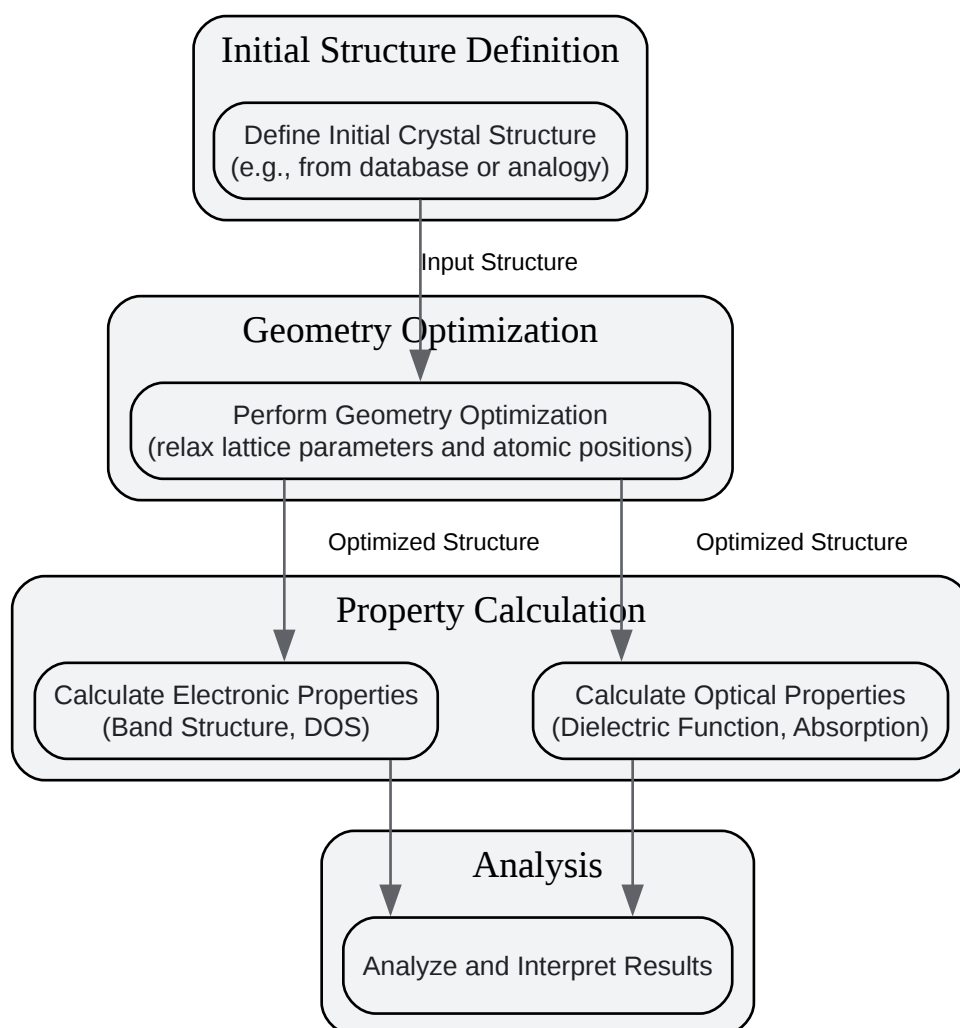 Initial Structure Definition
Define Initial Crystal Structure
(e.g., from database or analogy)
Input Structure
Geometry Optimization
Perform Geometry Optimization
(relax lattice parameters and atomic positions)
Optimized Structure
Optimized Structure
Property Calculation
Calculate Electronic Properties
(Band Structure, DOS)
Calculate Optical Properties
(Dielectric Function, Absorption)
Analysis
Analyze and Interpret Results